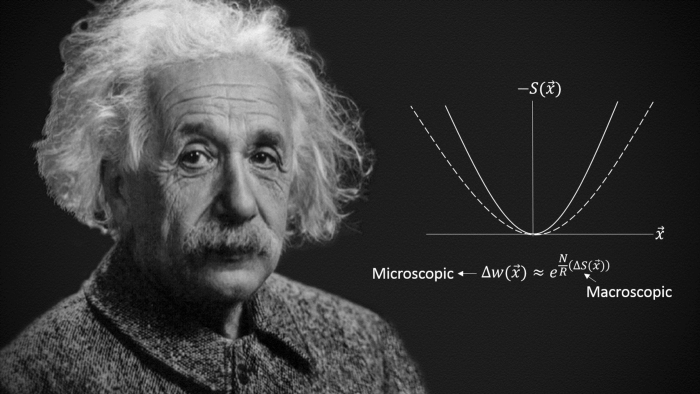 −S(x⃗)
x⃗
Microscopic ← Δw(x⃗) ≈ e^{N/R (ΔS(x⃗))}
Macroscopic